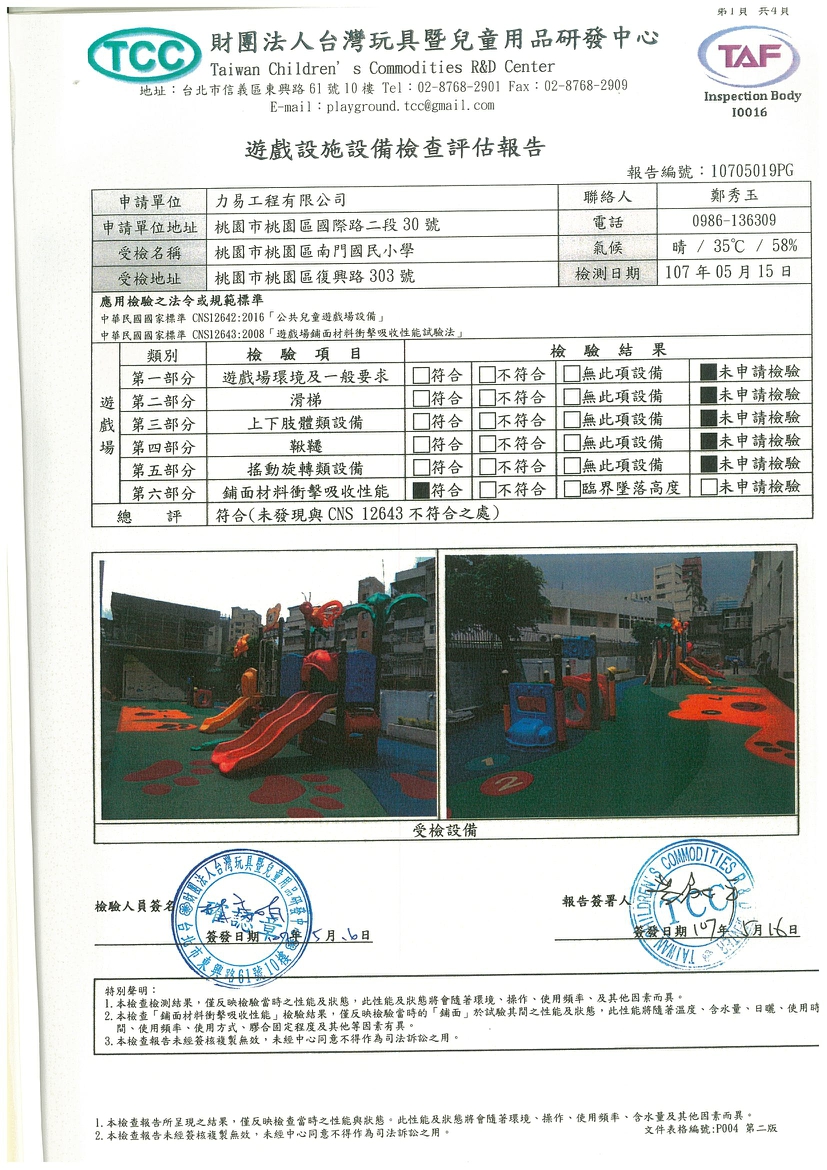 第1頁 共4頁
TCC
財團法人台灣玩具暨兒童用品研發中心
Taiwan Children's Commodities R&D Center
地址：台北市信義區東興路61號10樓 Tel：02-8768-2901 Fax：02-8768-2909
E-mail：playground.tcc@gmail.com
TAF
Inspection Body
I0016
遊戲設施設備檢查評估報告
報告編號：10705019PG
申請單位 力易工程有限公司 聯絡人 鄭秀玉
申請單位地址 桃園市桃園區國際路二段30號 電話 0986-136309
受檢名稱 桃園市桃園區南門國民小學 氣候 晴 / 35℃ / 58%
受檢地址 桃園市桃園區復興路303號 檢測日期 107年05月15日
應用檢驗之法令或規範標準
中華民國國家標準 CNS12642:2016「公共兒童遊戲場設備」
中華民國國家標準 CNS12643:2008「遊戲場鋪面材料衝擊吸收性能試驗法」
遊戲場
類別 檢驗項目 檢驗結果
第一部分 遊戲場環境及一般要求 □符合 □不符合 □無此項設備 ■未申請檢驗
第二部分 滑梯 □符合 □不符合 □無此項設備 ■未申請檢驗
第三部分 上下肢體類設備 □符合 □不符合 □無此項設備 ■未申請檢驗
第四部分 鞦韆 □符合 □不符合 □無此項設備 ■未申請檢驗
第五部分 搖動旋轉類設備 □符合 □不符合 □無此項設備 ■未申請檢驗
第六部分 鋪面材料衝擊吸收性能 ■符合 □不符合 □臨界墜落高度 □未申請檢驗
總評 符合(未發現與CNS 12643不符合之處)
1
2
受檢設備
財團法人台灣玩具暨兒童用品研發中心
台北市東興路61號10樓
確認章
檢驗人員簽名
簽發日期 年5月16日
TAIWAN CHILDREN'S COMMODITIES R & D
TCC
報告簽署人
簽發日期107年5月16日
特別聲明：
1.本檢查檢測結果，僅反映檢驗當時之性能及狀態，此性能及狀態將會隨著環境、操作、使用頻率、及其他因素而異。
2.本檢查「鋪面材料衝擊吸收性能」檢驗結果，僅反映檢驗當時的「鋪面」於試驗其間之性能及狀態，此性能將隨著溫度、含水量、日曬、使用時
間、使用頻率、使用方式、膠合固定程度及其他等因素有異。
3.本檢查報告未經簽核複製無效，未經中心同意不得作為司法訴訟之用。
1.本檢查報告所呈現之結果，僅反映檢查當時之性能與狀態。此性能及狀態將會隨著環境、操作、使用頻率、含水量及其他因素而異。
2.本檢查報告未經簽核複製無效，未經中心同意不得作為司法訴訟之用。
文件表格編號:P004 第二版